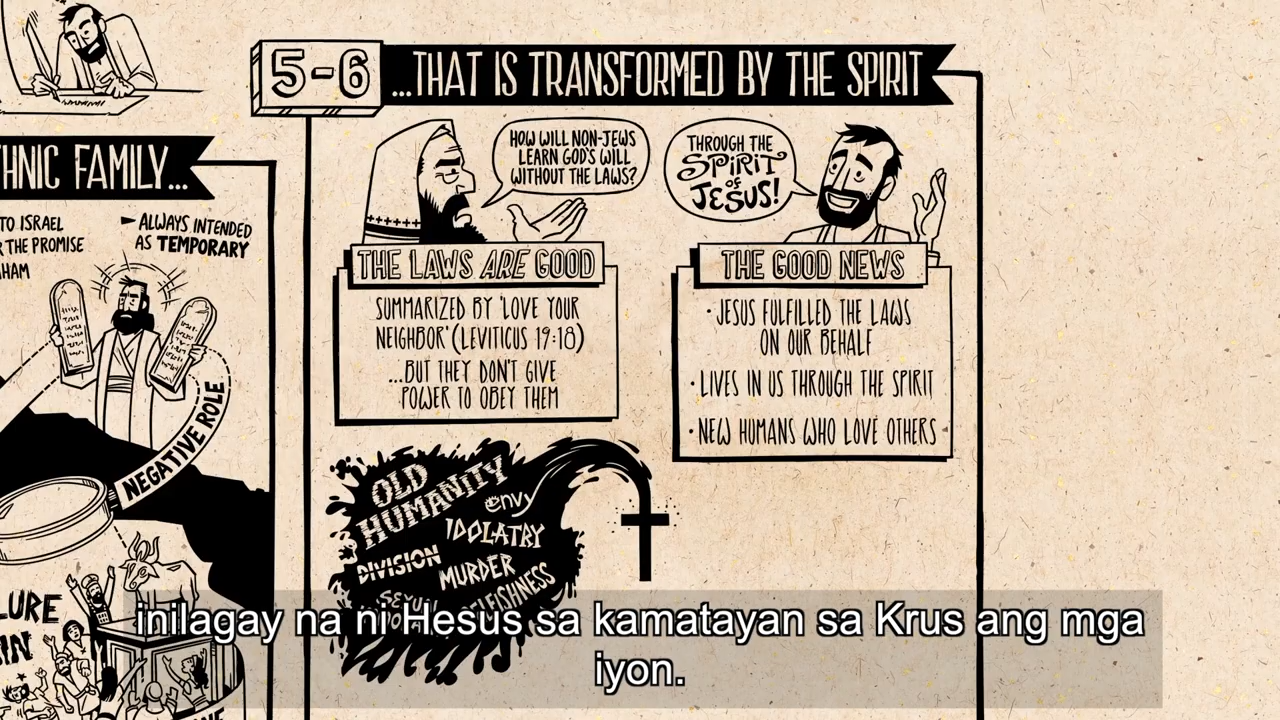 5-6 ...THAT IS TRANSFORMED BY THE SPIRIT
HNIC FAMILY...
TO ISRAEL
R THE PROMISE
HAM
► ALWAYS INTENDED
AS TEMPORARY
NEGATIVE ROLE
LURE
IN
HOW WILL NON-JEWS
LEARN GOD'S WILL
WITHOUT THE LAWS?
THROUGH THE
SPIRIT
OF
JESUS!
THE LAWS ARE GOOD
SUMMARIZED BY 'LOVE YOUR
NEIGHBOR' (LEVITICUS 19:18)
...BUT THEY DON'T GIVE
POWER TO OBEY THEM
THE GOOD NEWS
• JESUS FULFILLED THE LAWS
ON OUR BEHALF
• LIVES IN US THROUGH THE SPIRIT
• NEW HUMANS WHO LOVE OTHERS
OLD
HUMANITY
envy
IDOLATRY
DIVISION
MURDER
SELFISHNESS
inilagay na ni Hesus sa kamatayan sa Krus ang mga
iyon.